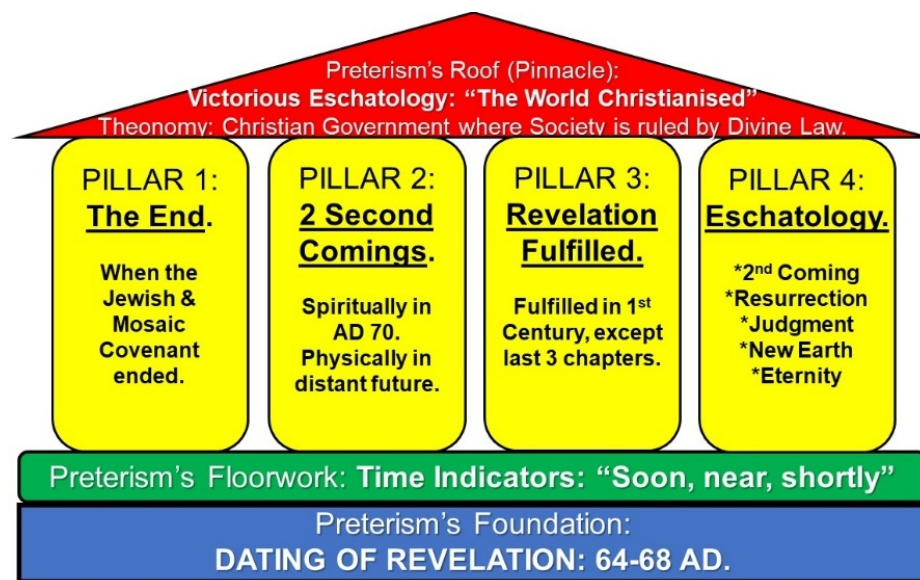 Preterism's Roof (Pinnacle):
Victorious Eschatology: “The World Christianised”
Theonomy: Christian Government where Society is ruled by Divine Law.
PILLAR 1:
The End.
When the
Jewish &
Mosaic
Covenant
ended.
PILLAR 2:
2 Second
Comings.
Spiritually in
AD 70.
Physically in
distant future.
PILLAR 3:
Revelation
Fulfilled.
Fulfilled in 1st
Century, except
last 3 chapters.
PILLAR 4:
Eschatology.
*2nd Coming
*Resurrection
*Judgment
*New Earth
*Eternity
Preterism's Floorwork: Time Indicators: “Soon, near, shortly”
Preterism's Foundation:
DATING OF REVELATION: 64-68 AD.